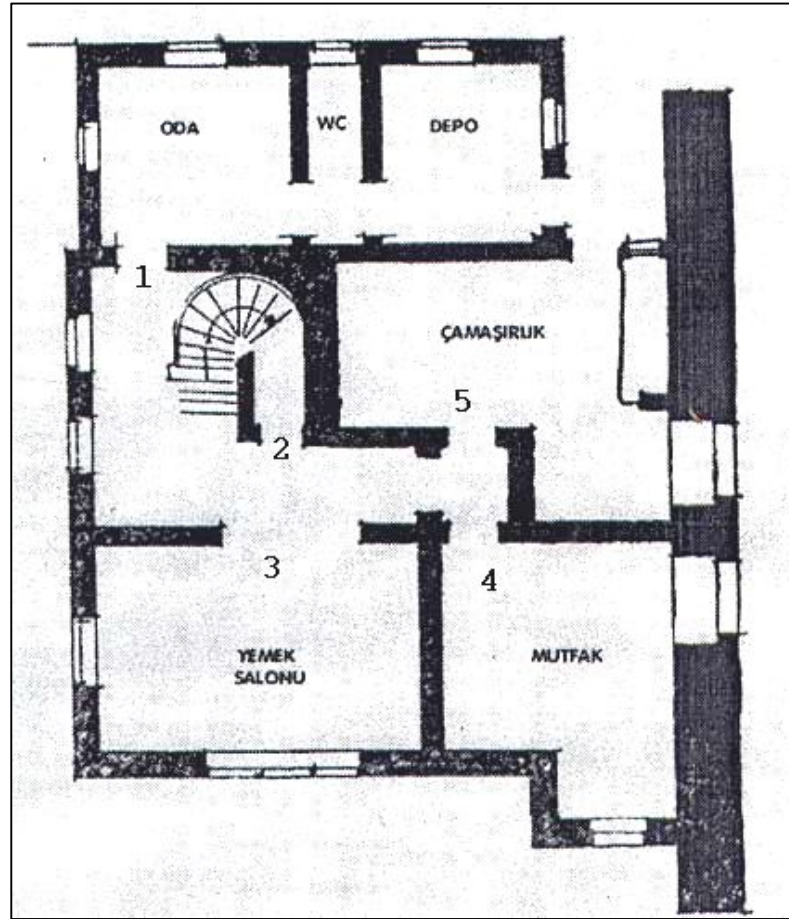 ODA
WC
DEPO
1
ÇAMAŞIRLIK
5
2
3
4
YEMEK
SALONU
MUTFAK